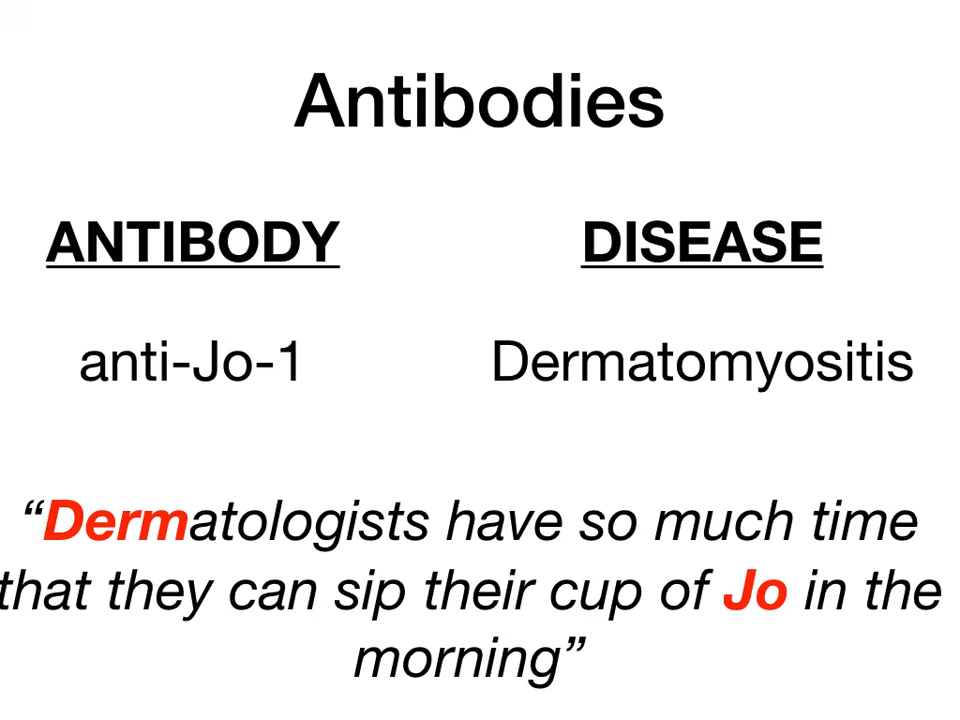 Antibodies
ANTIBODY DISEASE
anti-Jo-1 Dermatomyositis
“Dermatologists have so much time
that they can sip their cup of Jo in the
morning”